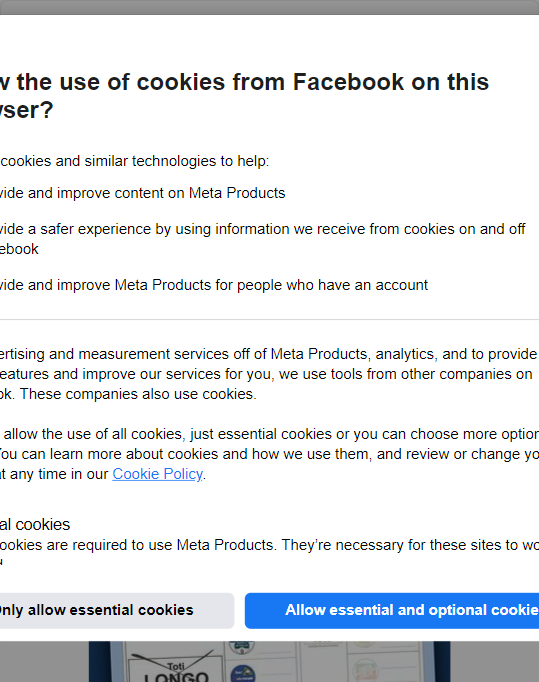 w the use of cookies from Facebook on this
wser?
cookies and similar technologies to help:
vide and improve content on Meta Products
vide a safer experience by using information we receive from cookies on and off
ebook
vide and improve Meta Products for people who have an account
ertising and measurement services off of Meta Products, analytics, and to provide
features and improve our services for you, we use tools from other companies on
ok. These companies also use cookies.
allow the use of all cookies, just essential cookies or you can choose more option
You can learn more about cookies and how we use them, and review or change yo
at any time in our Cookie Policy.
al cookies
ookies are required to use Meta Products. They’re necessary for these sites to wo
Only allow essential cookies
Allow essential and optional cookie
Toti
LONGO